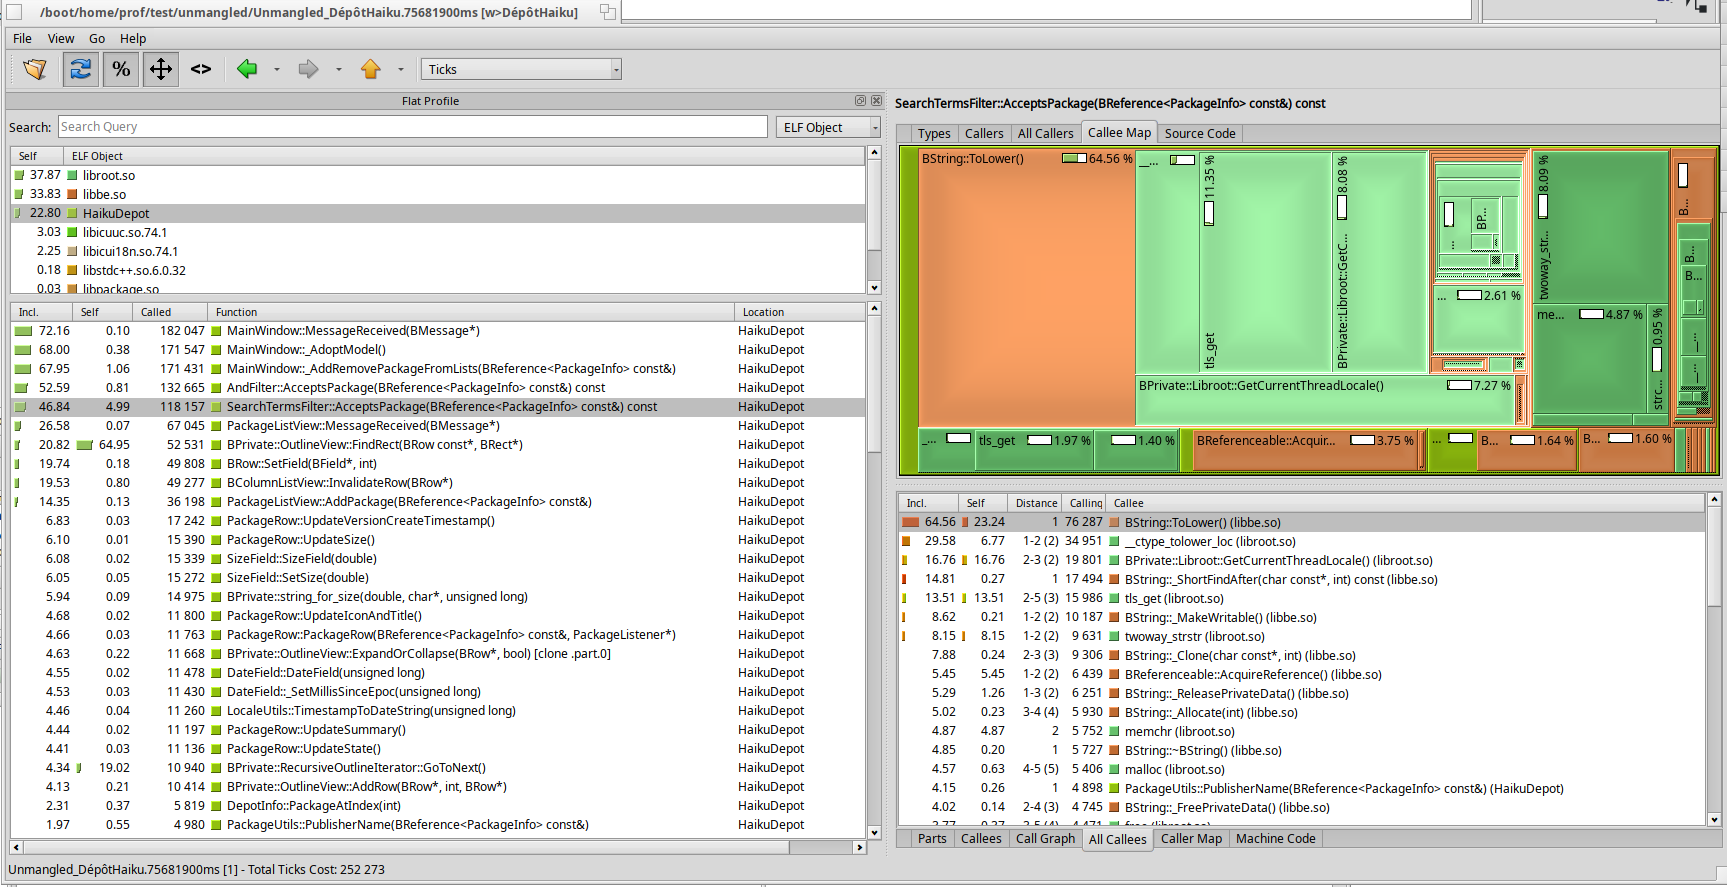 /boot/home/prof/test/unmangled/Unmangled_DépôtHaiku.75681900ms [w>DépôtHaiku]
File View Go Help
% <> Ticks
Flat Profile
Search: Search Query ELF Object
Self ELF Object
37.87 libroot.so
33.83 libbe.so
22.80 HaikuDepot
3.03 libicuuc.so.74.1
2.25 libicui18n.so.74.1
0.18 libstdc++.so.6.0.32
0.03 libpackage.so
Incl. Self Called Function Location
72.16 0.10 182 047 MainWindow::MessageReceived(BMessage*) HaikuDepot
68.00 0.38 171 547 MainWindow::_AdoptModel() HaikuDepot
67.95 1.06 171 431 MainWindow::_AddRemovePackageFromLists(BReference<PackageInfo> const&) HaikuDepot
52.59 0.81 132 665 AndFilter::AcceptsPackage(BReference<PackageInfo> const&) const HaikuDepot
46.84 4.99 118 157 SearchTermsFilter::AcceptsPackage(BReference<PackageInfo> const&) const HaikuDepot
26.58 0.07 67 045 PackageListView::MessageReceived(BMessage*) HaikuDepot
20.82 64.95 52 531 BPrivate::OutlineView::FindRect(BRow const*, BRect*) HaikuDepot
19.74 0.18 49 808 BRow::SetField(BField*, int) HaikuDepot
19.53 0.80 49 277 BColumnListView::InvalidateRow(BRow*) HaikuDepot
14.35 0.13 36 198 PackageListView::AddPackage(BReference<PackageInfo> const&) HaikuDepot
6.83 0.03 17 242 PackageRow::UpdateVersionCreateTimestamp() HaikuDepot
6.10 0.01 15 390 PackageRow::UpdateSize() HaikuDepot
6.08 0.02 15 339 SizeField::SizeField(double) HaikuDepot
6.05 0.05 15 272 SizeField::SetSize(double) HaikuDepot
5.94 0.09 14 975 BPrivate::string_for_size(double, char*, unsigned long) HaikuDepot
4.68 0.02 11 800 PackageRow::UpdateIconAndTitle() HaikuDepot
4.66 0.03 11 763 PackageRow::PackageRow(BReference<PackageInfo> const&, PackageListener*) HaikuDepot
4.63 0.22 11 668 BPrivate::OutlineView::ExpandOrCollapse(BRow*, bool) [clone .part.0] HaikuDepot
4.55 0.02 11 478 DateField::DateField(unsigned long) HaikuDepot
4.53 0.03 11 430 DateField::_SetMillisSinceEpoc(unsigned long) HaikuDepot
4.46 0.04 11 260 LocaleUtils::TimestampToDateString(unsigned long) HaikuDepot
4.44 0.02 11 197 PackageRow::UpdateSummary() HaikuDepot
4.41 0.03 11 136 PackageRow::UpdateState() HaikuDepot
4.34 19.02 10 940 BPrivate::RecursiveOutlineIterator::GoToNext() HaikuDepot
4.13 0.21 10 414 BPrivate::OutlineView::AddRow(BRow*, int, BRow*) HaikuDepot
2.31 0.37 5 819 DepotInfo::PackageAtIndex(int) HaikuDepot
1.97 0.55 4 980 PackageUtils::PublisherName(BReference<PackageInfo> const&) HaikuDepot
Unmangled_DépôtHaiku.75681900ms [1] - Total Ticks Cost: 252 273
SearchTermsFilter::AcceptsPackage(BReference<PackageInfo> const&) const
Types Callers All Callers Callee Map Source Code
BString::ToLower() 64.56 %
__...
tls_get 11.35 %
BPrivate::Libroot::GetC... 8.08 %
BPrivate::Libroot::GetCurrentThreadLocale() 7.27 %
...
BP...
... 2.61 %
twoway_str... 8.09 %
me... 4.87 %
strc... 0.95 %
B...
B...
B...
...
...
_...
tls_get 1.97 %
1.40 %
BReferenceable::Acquir... 3.75 %
...
B... 1.64 %
B... 1.60 %
Incl. Self Distance Calling Callee
64.56 23.24 1 76 287 BString::ToLower() (libbe.so)
29.58 6.77 1-2 (2) 34 951 __ctype_tolower_loc (libroot.so)
16.76 16.76 2-3 (2) 19 801 BPrivate::Libroot::GetCurrentThreadLocale() (libroot.so)
14.81 0.27 1 17 494 BString::_ShortFindAfter(char const*, int) const (libbe.so)
13.51 13.51 2-5 (3) 15 986 tls_get (libroot.so)
8.62 0.21 1-2 (2) 10 187 BString::_MakeWritable() (libbe.so)
8.15 8.15 1-2 (2) 9 631 twoway_strstr (libroot.so)
7.88 0.24 2-3 (3) 9 306 BString::_Clone(char const*, int) (libbe.so)
5.45 5.45 1-2 (2) 6 439 BReferenceable::AcquireReference() (libbe.so)
5.29 1.26 1-3 (2) 6 251 BString::_ReleasePrivateData() (libbe.so)
5.02 0.23 3-4 (4) 5 930 BString::_Allocate(int) (libbe.so)
4.87 4.87 2 5 752 memchr (libroot.so)
4.85 0.20 1 5 727 BString::~BString() (libbe.so)
4.57 0.63 4-5 (5) 5 406 malloc (libroot.so)
4.15 0.26 1 4 898 PackageUtils::PublisherName(BReference<PackageInfo> const&) (HaikuDepot)
4.02 0.14 2-4 (3) 4 745 BString::_FreePrivateData() (libbe.so)
3.77 0.37 3-5 (4) 4 471 free (libroot.so)
Parts Callees Call Graph All Callees Caller Map Machine Code